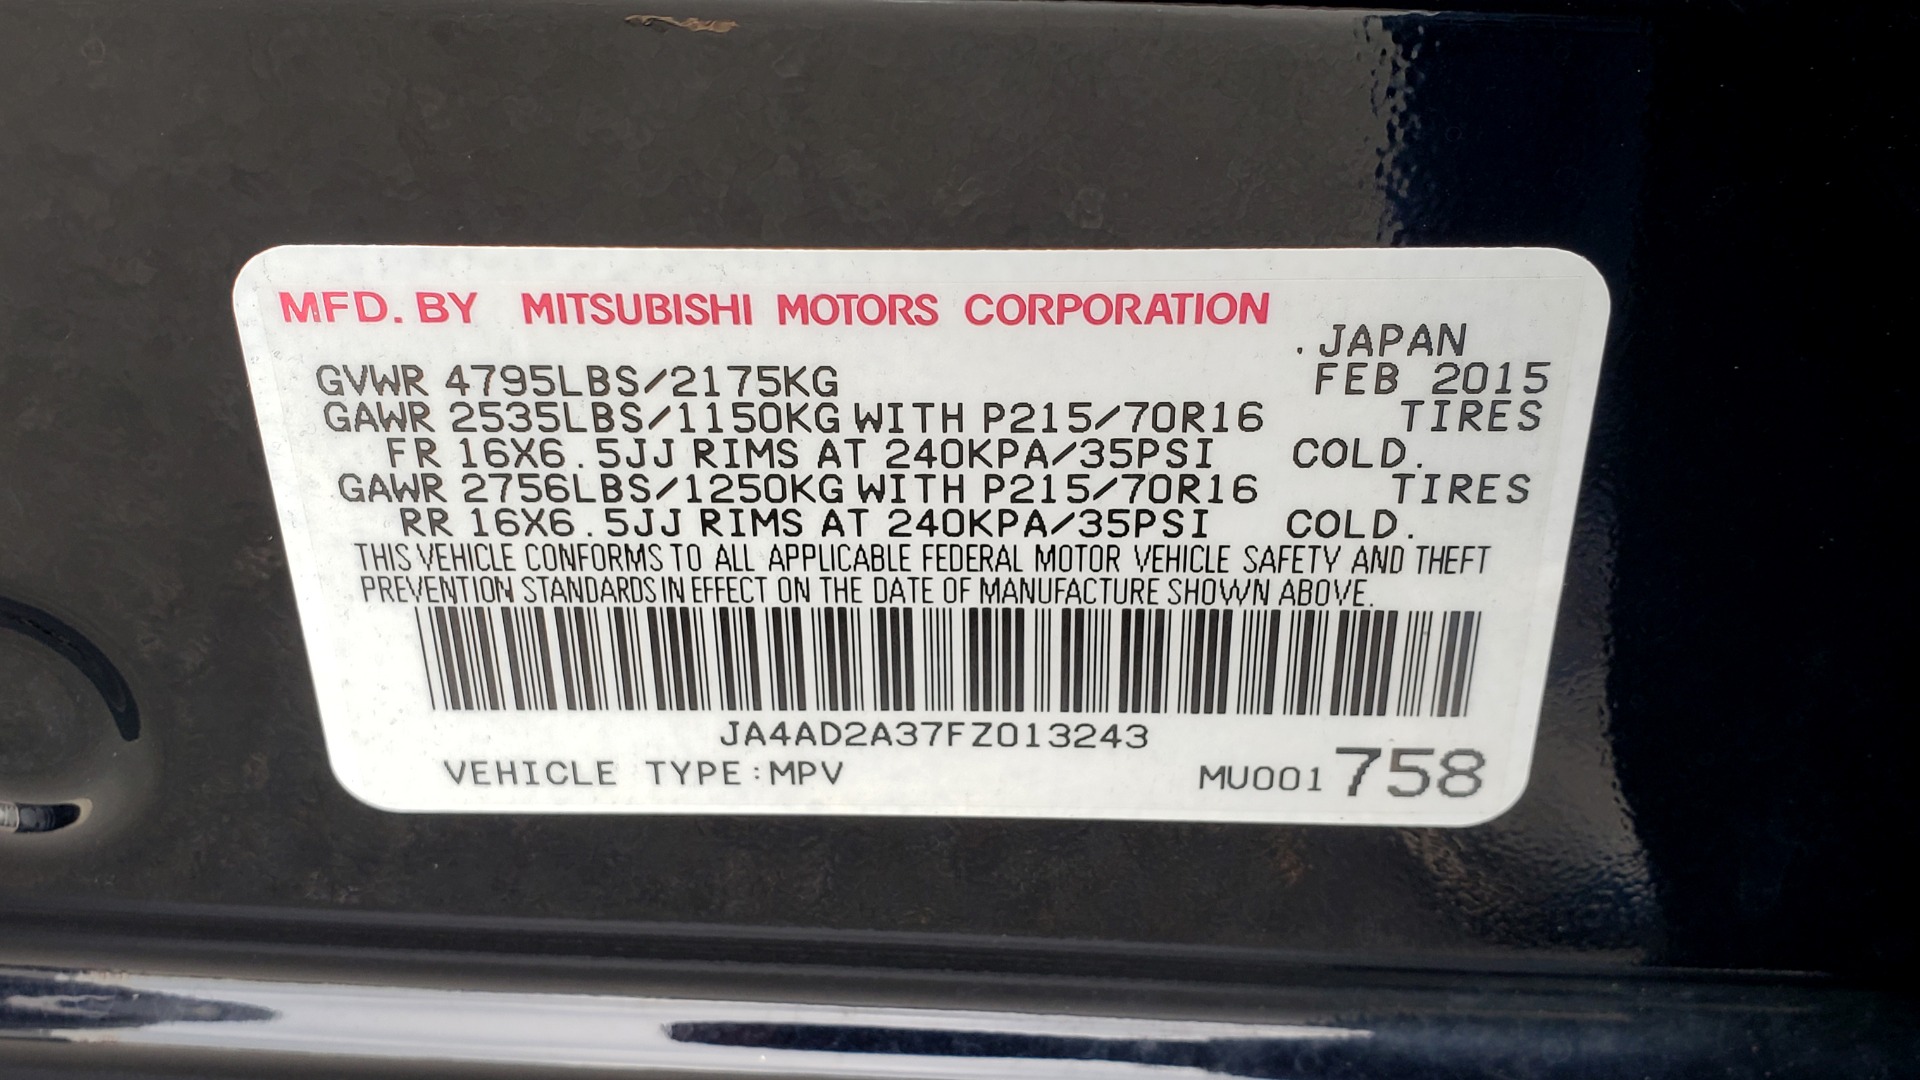 MFD. BY MITSUBISHI MOTORS CORPORATION
. JAPAN
GVWR 4795LBS/2175KG FEB 2015
GAWR 2535LBS/1150KG WITH P215/70R16 TIRES
FR 16X6.5JJ RIMS AT 240KPA/35PSI COLD.
GAWR 2756LBS/1250KG WITH P215/70R16 TIRES
RR 16X6.5JJ RIMS AT 240KPA/35PSI COLD.
THIS VEHICLE CONFORMS TO ALL APPLICABLE FEDERAL MOTOR VEHICLE SAFETY AND THEFT
PREVENTION STANDARDS IN EFFECT ON THE DATE OF MANUFACTURE SHOWN ABOVE.
JA4AD2A37FZ013243
VEHICLE TYPE:MPV MU001 758